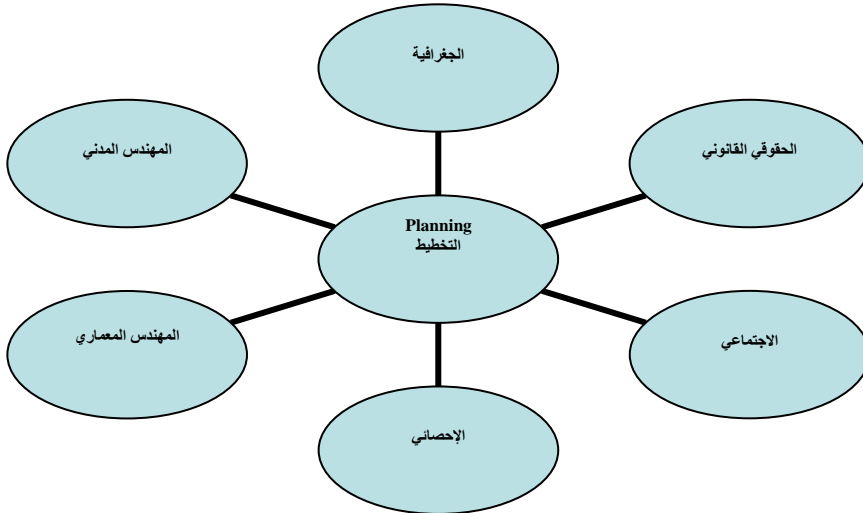 الجغرافية
الحقوقي القانوني
المهندس المدني
Planning
التخطيط
الاجتماعي
المهندس المعماري
الإحصائي